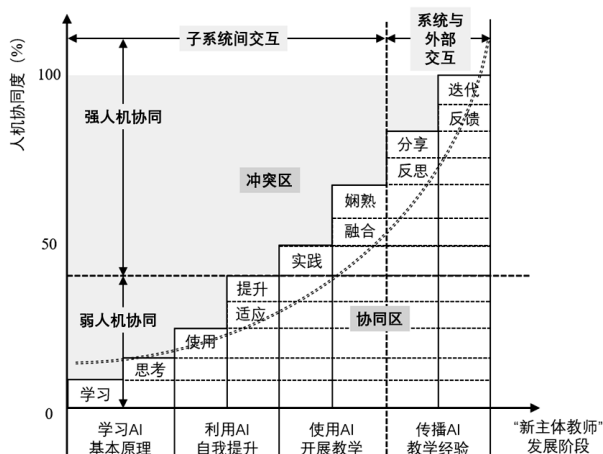 系统与
外部
交互
子系统间交互
人机协同度（%）
100
迭代
反馈
强人机协同
分享
反思
冲突区
娴熟
融合
50
实践
提升
适应
弱人机协同
协同区
使用
思考
学习
0
学习AI
基本原理
利用AI
自我提升
使用AI
开展教学
传播AI
教学经验
“新主体教师”
发展阶段